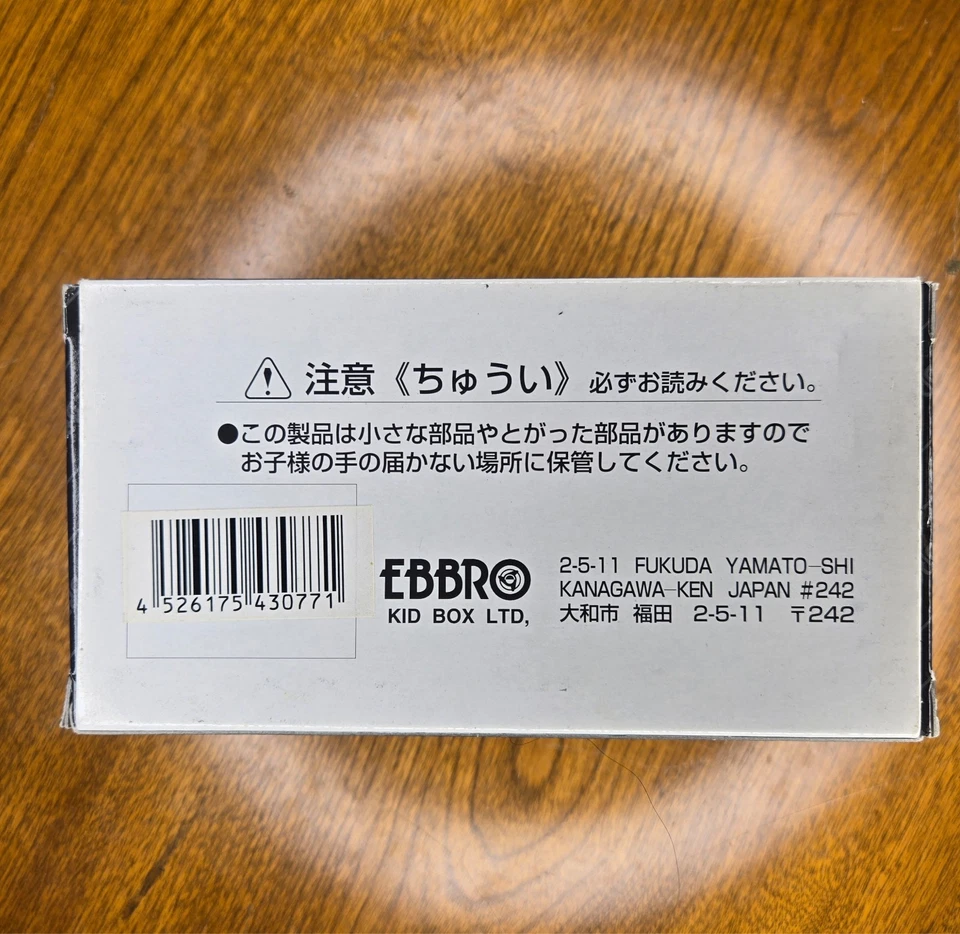 注意《ちゅうい》必ずお読みください。
●この製品は小さな部品やとがった部品がありますので
お子様の手の届かない場所に保管してください。
4 526175 430771
EBBRO
KID BOX LTD,
2-5-11 FUKUDA YAMATO-SHI
KANAGAWA-KEN JAPAN #242
大和市 福田 2-5-11 〒242